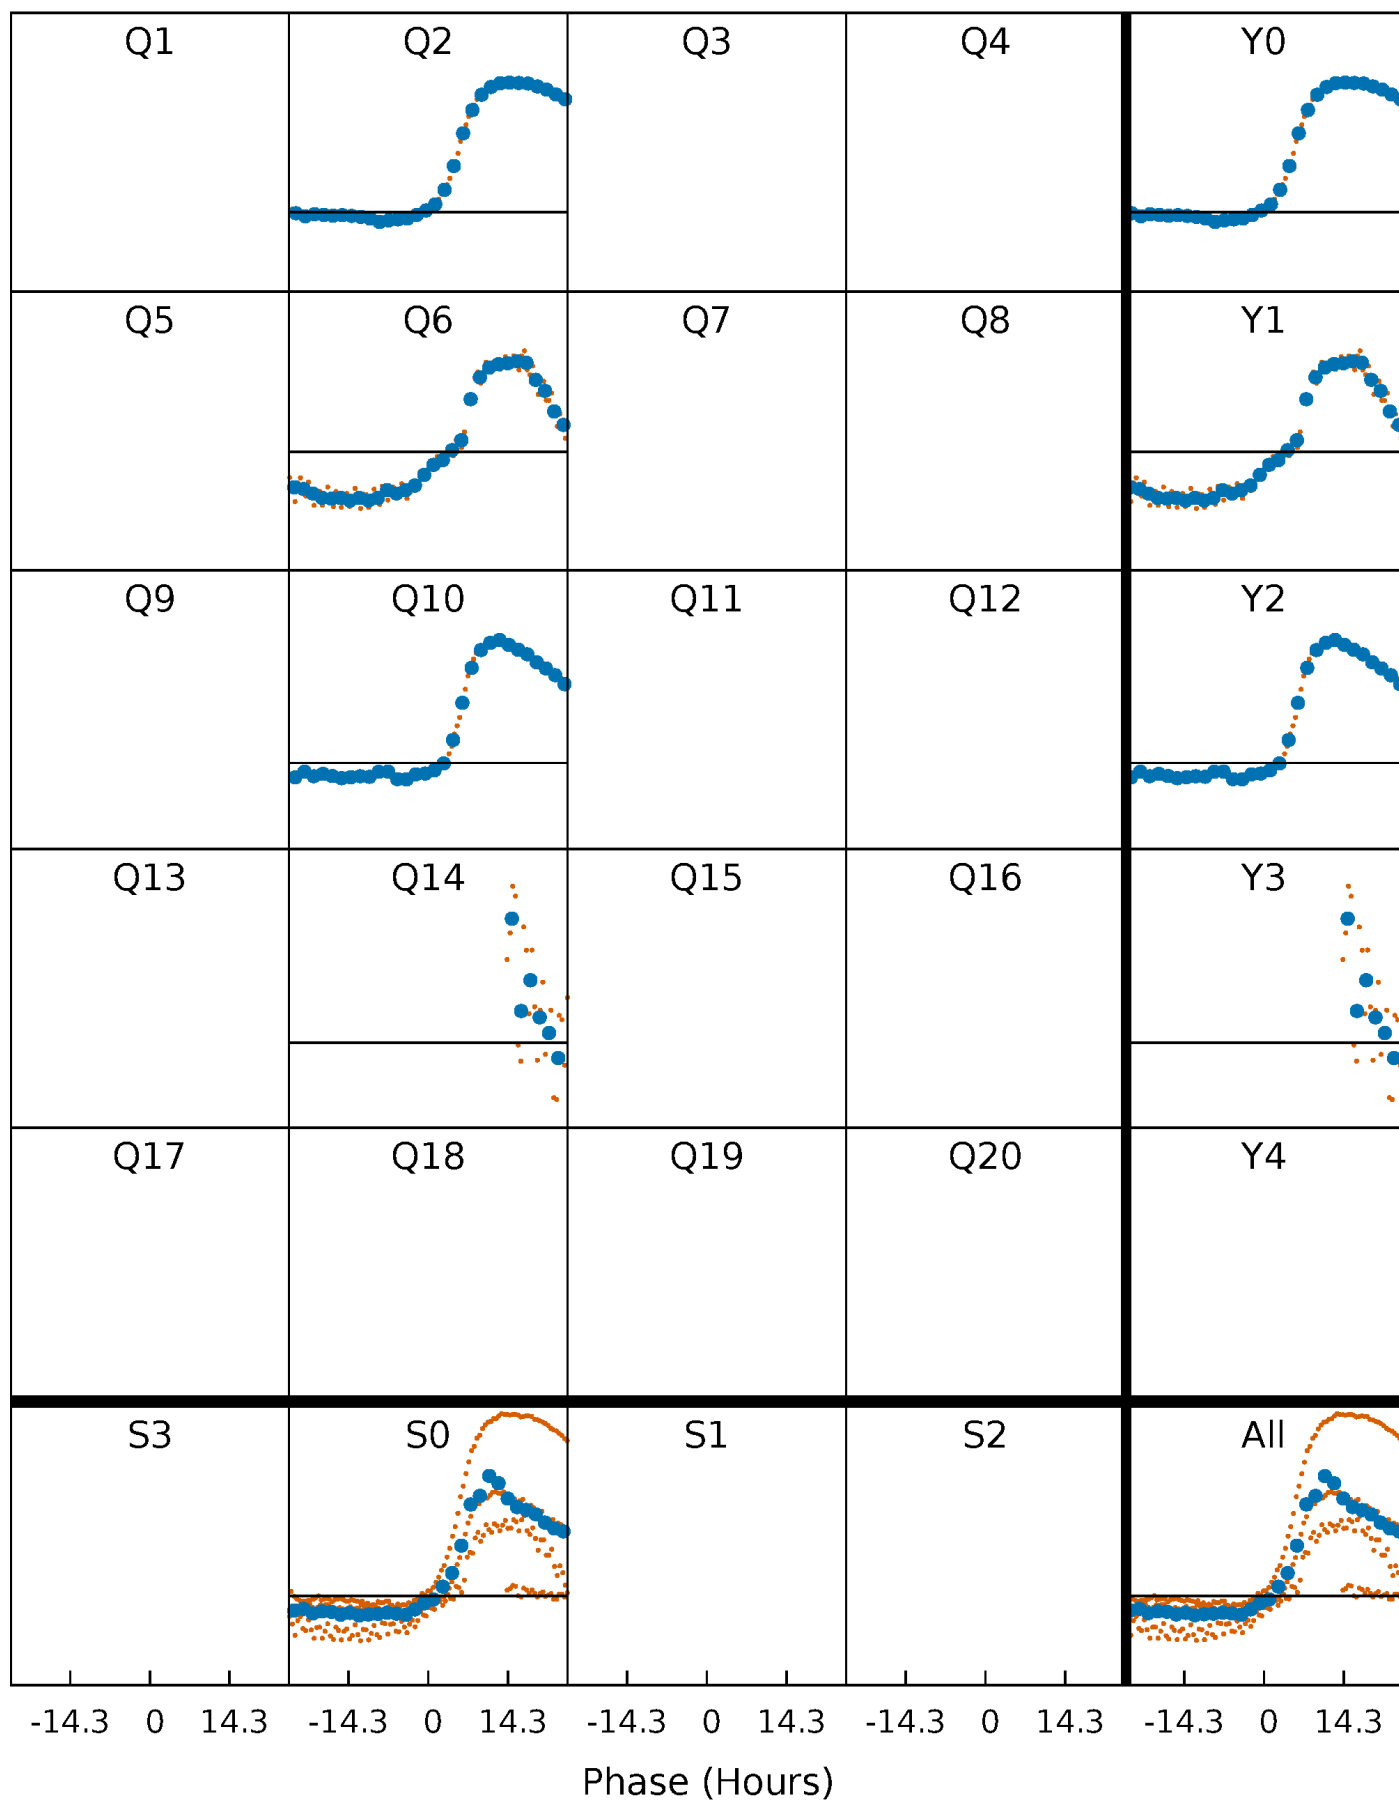 Q1 Q2 Q3 Q4 Y0
Q5 Q6 Q7 Q8 Y1
Q9 Q10 Q11 Q12 Y2
Q13 Q14 Q15 Q16 Y3
Q17 Q18 Q19 Q20 Y4
S3 S0 S1 S2 All
-14.3 0 14.3 -14.3 0 14.3 -14.3 0 14.3 -14.3 0 14.3 -14.3 0 14.3
Phase (Hours)